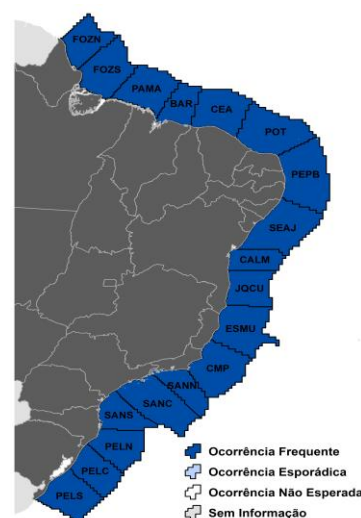 FOZN
FOZS
PAMA
BAR
CEA
POT
PEPB
SEAJ
CALM
JQCU
ESMU
CMP
SANN
SANC
SANS
PELN
PELC
PELS
Ocorrência Frequente
Ocorrência Esporádica
Ocorrência Não Esperada
Sem Informação